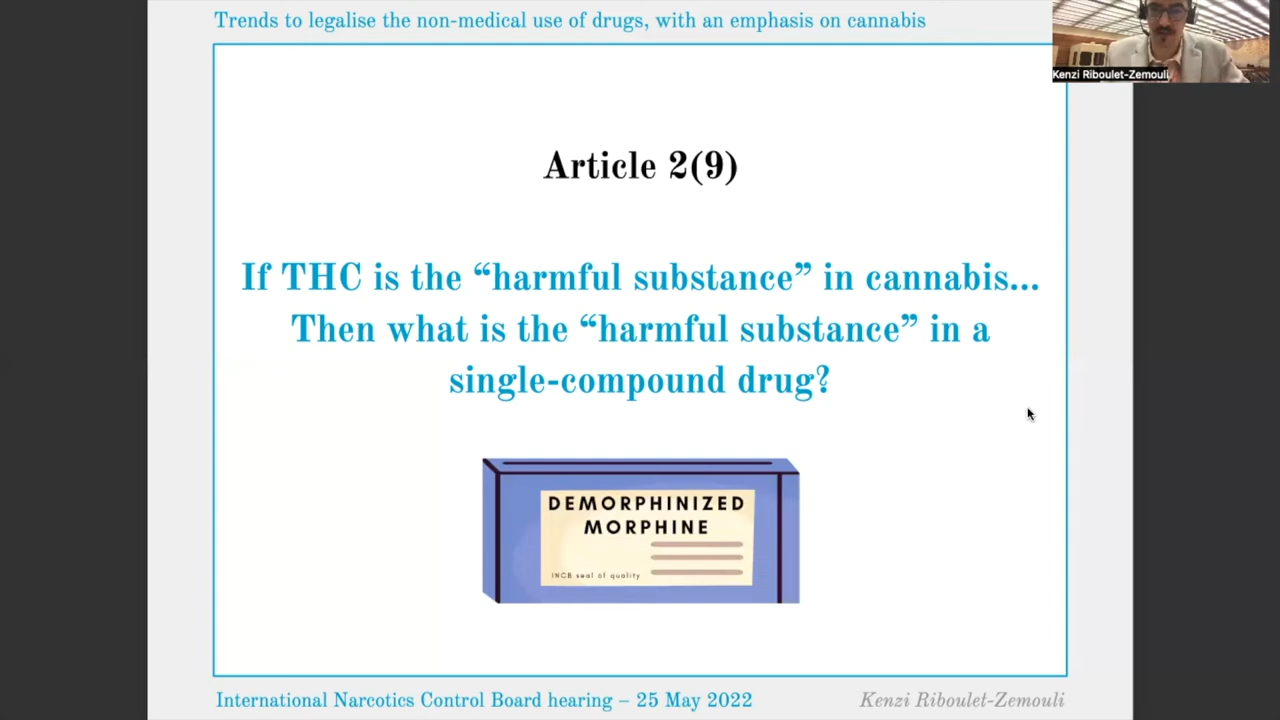 Trends to legalise the non-medical use of drugs, with an emphasis on cannabis
Kenzi Riboulet-Zemouli
Article 2(9)
If THC is the “harmful substance” in cannabis...
Then what is the “harmful substance” in a
single-compound drug?
DEMORPHINIZED
MORPHINE
INCB seal of quality
International Narcotics Control Board hearing – 25 May 2022
Kenzi Riboulet-Zemouli